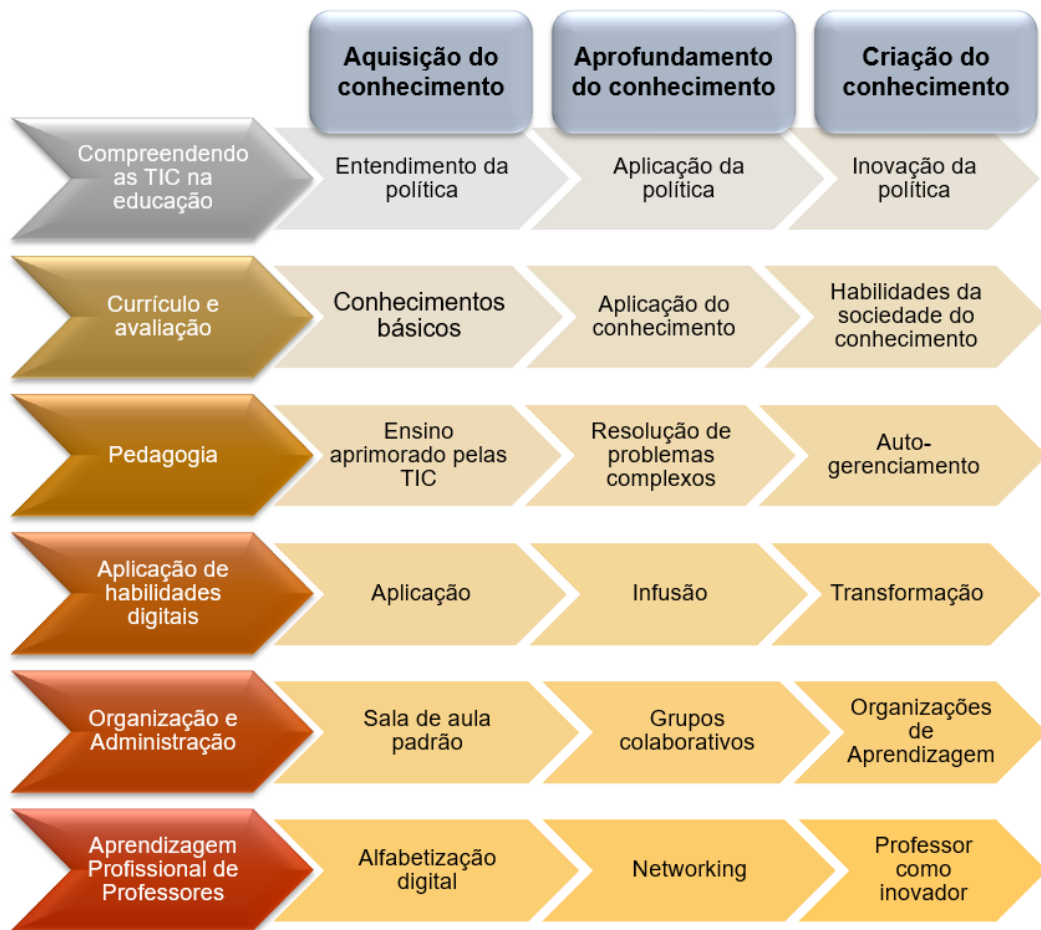 Aquisição do
conhecimento
Aprofundamento
do conhecimento
Criação do
conhecimento
Compreendendo
as TIC na
educação
Entendimento da
política
Aplicação da
política
Inovação da
política
Currículo e
avaliação
Conhecimentos
básicos
Aplicação do
conhecimento
Habilidades da
sociedade do
conhecimento
Pedagogia
Ensino
aprimorado pelas
TIC
Resolução de
problemas
complexos
Auto-
gerenciamento
Aplicação de
habilidades
digitais
Aplicação
Infusão
Transformação
Organização e
Administração
Sala de aula
padrão
Grupos
colaborativos
Organizações
de
Aprendizagem
Aprendizagem
Profissional de
Professores
Alfabetização
digital
Networking
Professor
como
inovador